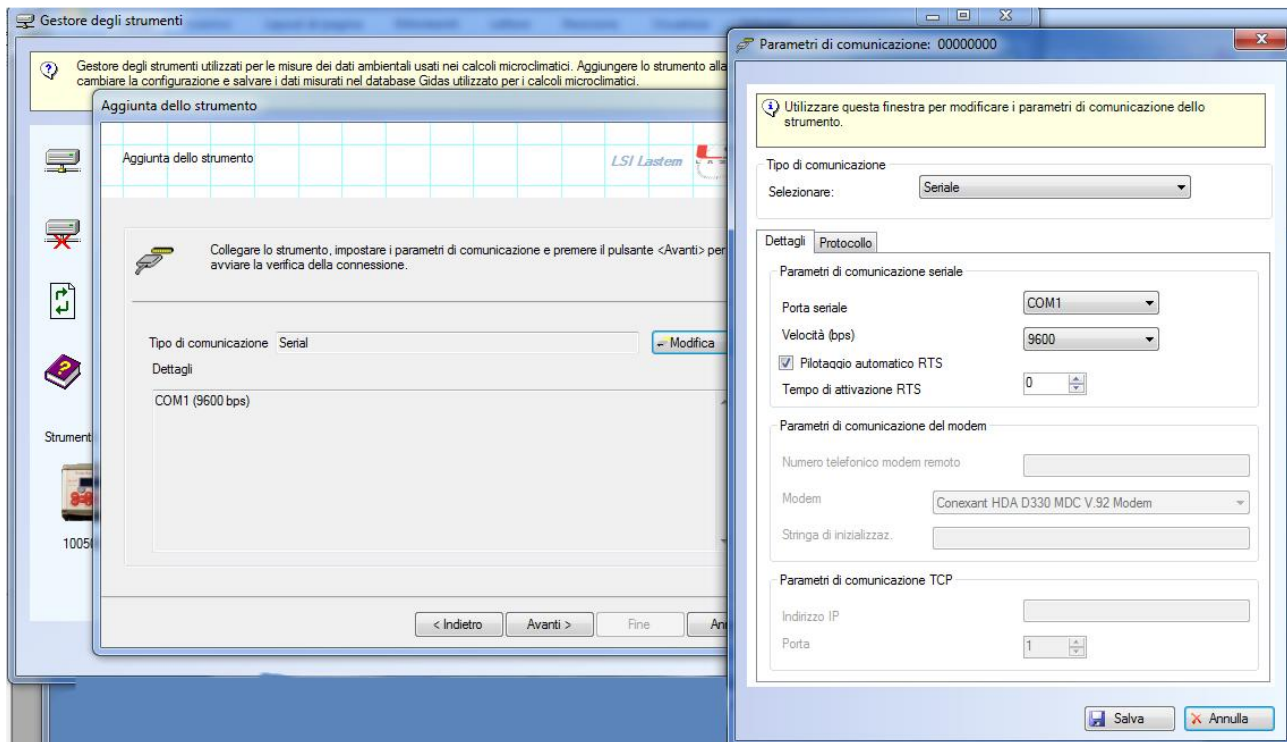 Gestore degli strumenti
Gestore degli strumenti utilizzati per le misure dei dati ambientali usati nei calcoli microclimatici. Aggiungere lo strumento alla
cambiare la configurazione e salvare i dati misurati nel database Gidas utilizzato per i calcoli microclimatici.
Aggiunta dello strumento
Aggiunta dello strumento
LSI Lastem
Collegare lo strumento, impostare i parametri di comunicazione e premere il pulsante <Avanti> per
avviare la verifica della connessione.
Tipo di comunicazione Serial
Modifica
Dettagli
COM1 (9600 bps)
Strument
10050
< Indietro
Avanti >
Fine
Ann
Parametri di comunicazione: 00000000
Utilizzare questa finestra per modificare i parametri di comunicazione dello
strumento.
Tipo di comunicazione
Selezionare: Seriale
Dettagli Protocollo
Parametri di comunicazione seriale
Porta seriale COM1
Velocità (bps) 9600
Pilotaggio automatico RTS
Tempo di attivazione RTS 0
Parametri di comunicazione del modem
Numero telefonico modem remoto
Modem Conexant HDA D330 MDC V.92 Modem
Stringa di inizializzaz.
Parametri di comunicazione TCP
Indirizzo IP
Porta 1
Salva
Annulla